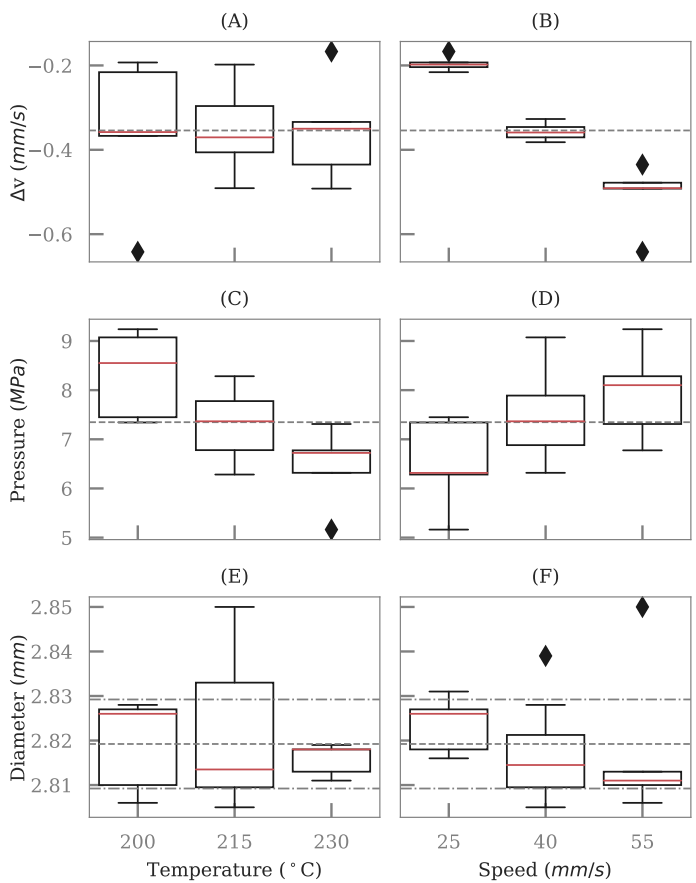 (A) (B)
Δv (mm/s)
−0.2
−0.4
−0.6
(C) (D)
Pressure (MPa)
9
8
7
6
5
(E) (F)
Diameter (mm)
2.85
2.84
2.83
2.82
2.81
200 215 230 25 40 55
Temperature (°C) Speed (mm/s)